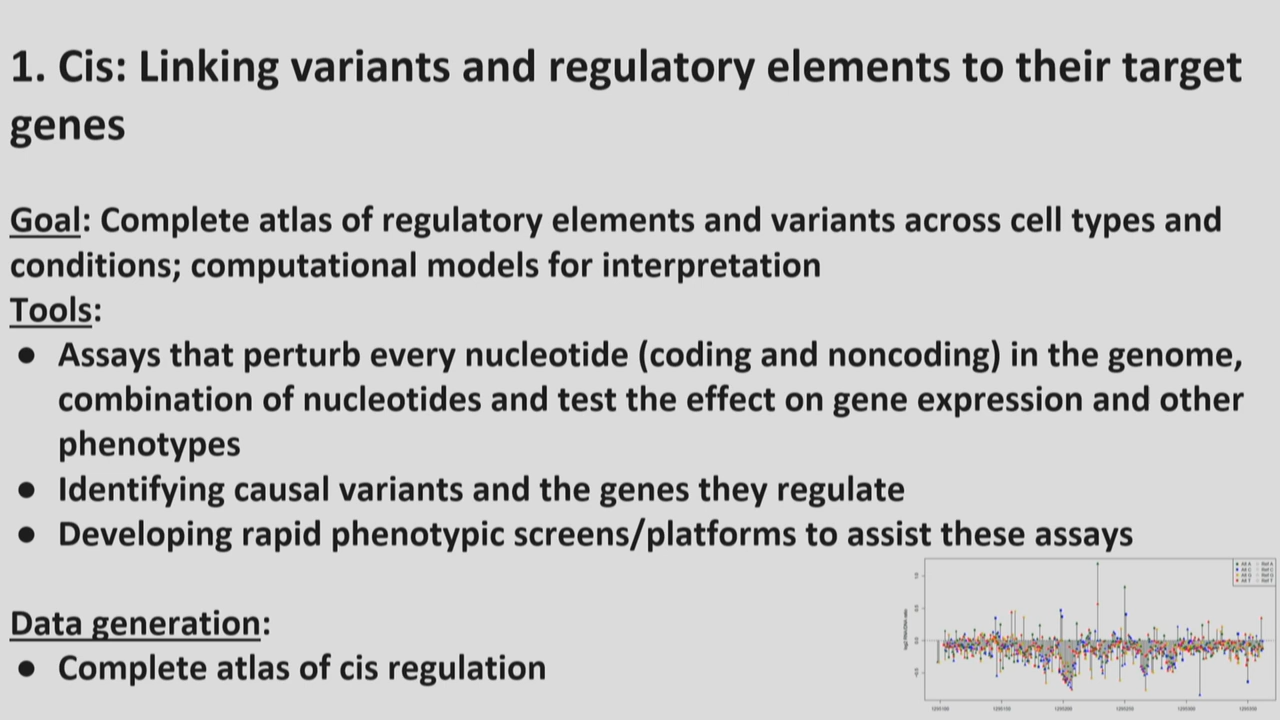 1. Cis: Linking variants and regulatory elements to their target
genes
Goal: Complete atlas of regulatory elements and variants across cell types and
conditions; computational models for interpretation
Tools:
● Assays that perturb every nucleotide (coding and noncoding) in the genome,
combination of nucleotides and test the effect on gene expression and other
phenotypes
● Identifying causal variants and the genes they regulate
● Developing rapid phenotypic screens/platforms to assist these assays
Data generation:
● Complete atlas of cis regulation